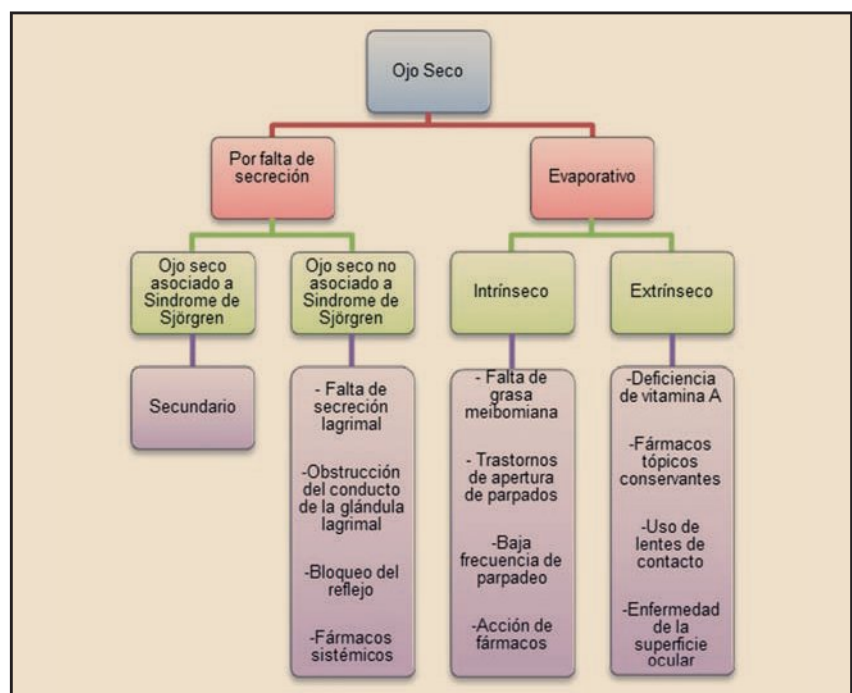 Ojo Seco
Por falta de
secreción
Evaporativo
Ojo seco
asociado a
Sindrome de
Sjörgren
Ojo seco no
asociado a
Sindrome de
Sjörgren
Intrínseco
Extrínseco
Secundario
- Falta de
secreción
lagrimal
-Obstrucción
del conducto
de la glándula
lagrimal
-Bloqueo del
reflejo
-Fármacos
sistémicos
- Falta de
grasa
meibomiana
- Trastornos
de apertura
de parpados
-Baja
frecuencia de
parpadeo
-Acción de
fármacos
-Deficiencia
de vitamina A
-Fármacos
tópicos
conservantes
-Uso de
lentes de
contacto
-Enfermedad
de la
superficie
ocular